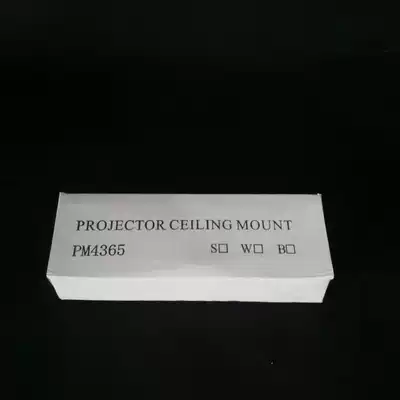 PROJECTOR CEILING MOUNT
PM4365 S□ W□ B□